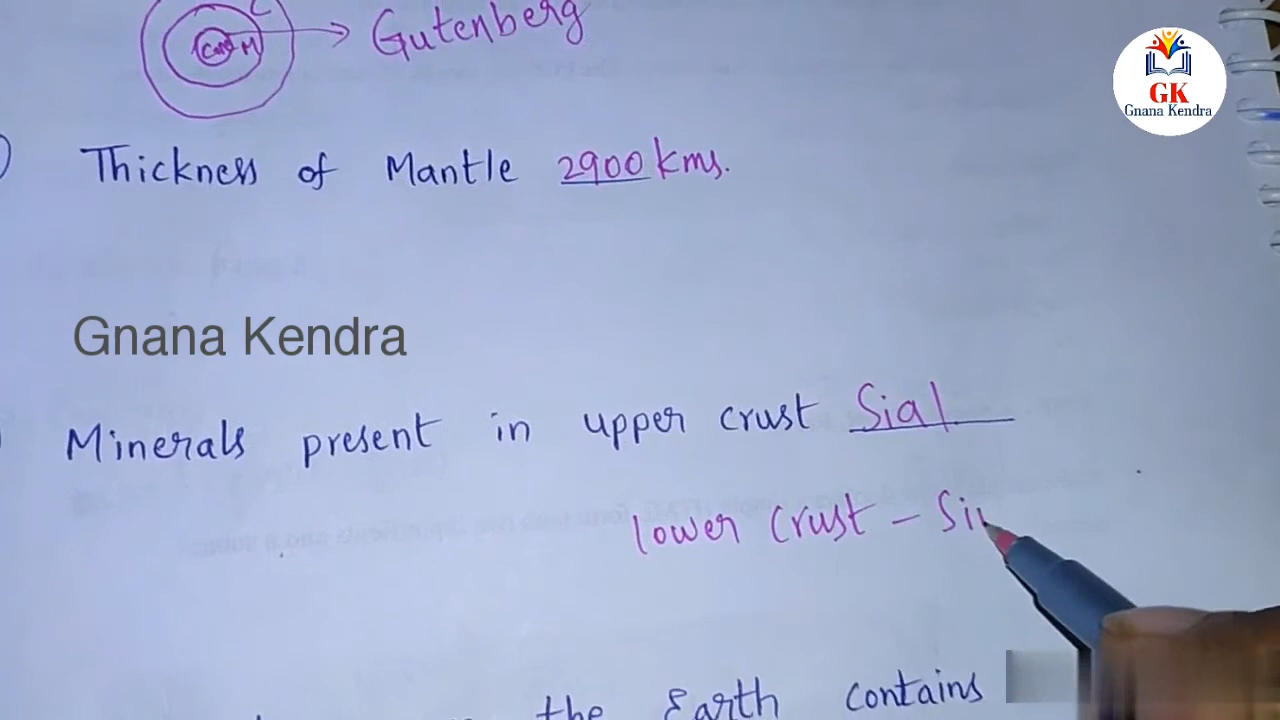 C
Core M Gutenberg
GK
Gnana Kendra
Thickness of Mantle 2900 kms.
Gnana Kendra
Minerals present in upper crust Sial
lower crust – Si
the Earth contains